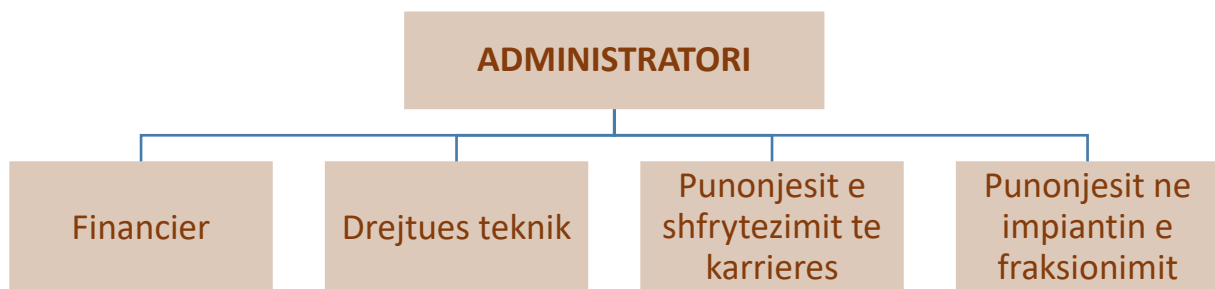 ADMINISTRATORI
Financier
Drejtues teknik
Punonjesit e
shfrytezimit te
karrieres
Punonjesit ne
impiantin e
fraksionimit